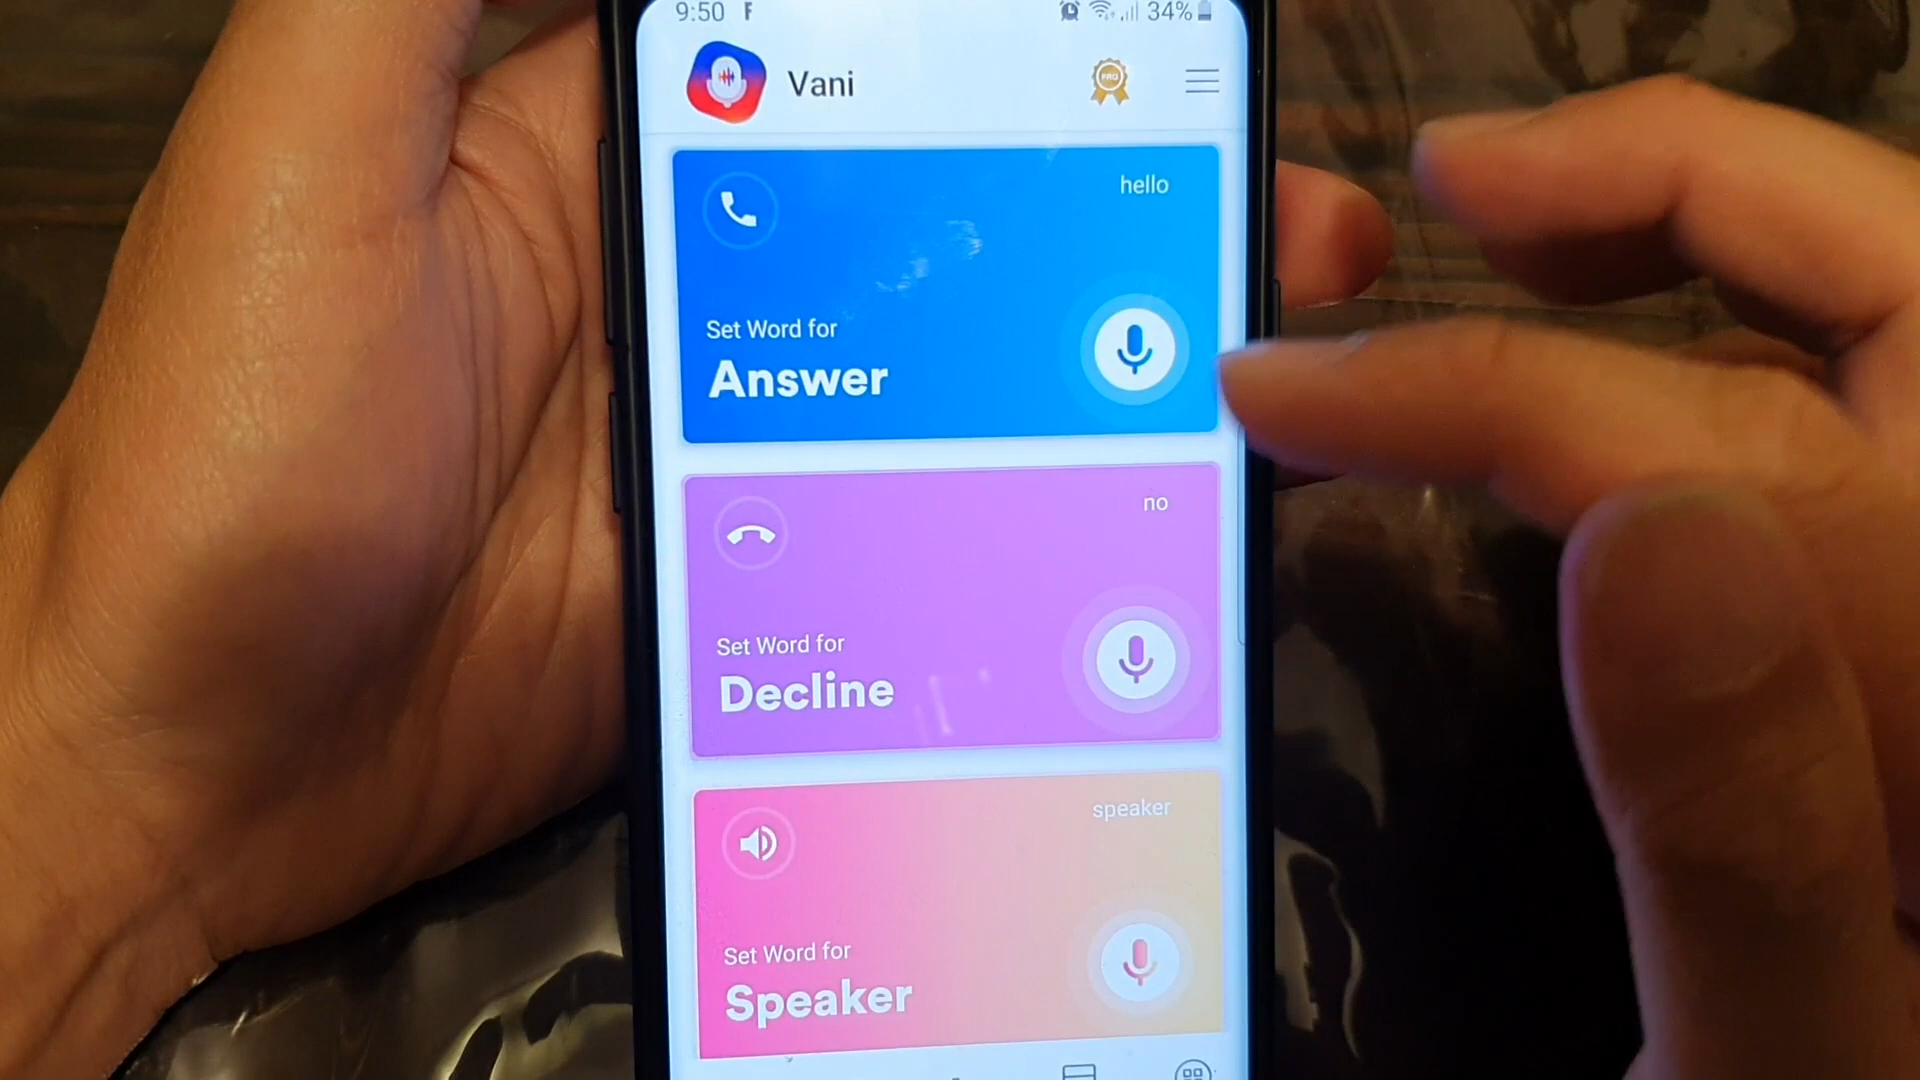 9:50 F 34%
Vani
PRO
hello
Set Word for
Answer
no
Set Word for
Decline
speaker
Set Word for
Speaker